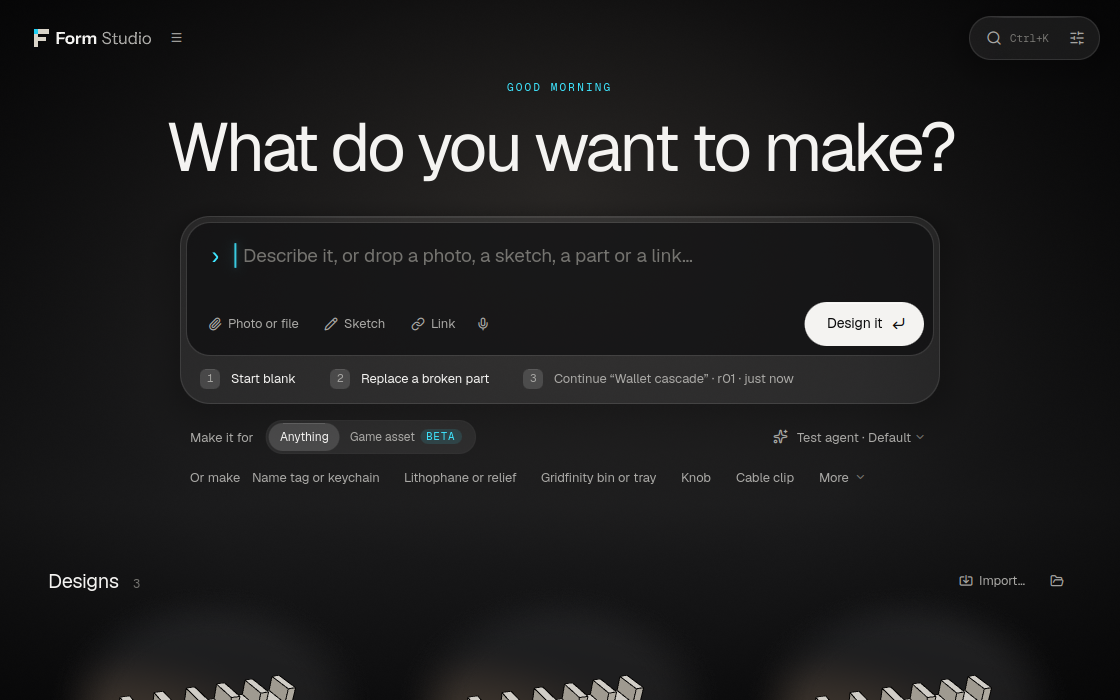 Form Studio
Ctrl+K
GOOD MORNING
What do you want to make?
› Describe it, or drop a photo, a sketch, a part or a link…
Photo or file Sketch Link Design it
1 Start blank 2 Replace a broken part 3 Continue “Wallet cascade” · r01 · just now
Make it for Anything Game asset BETA Test agent · Default
Or make Name tag or keychain Lithophane or relief Gridfinity bin or tray Knob Cable clip More
Designs 3 Import…